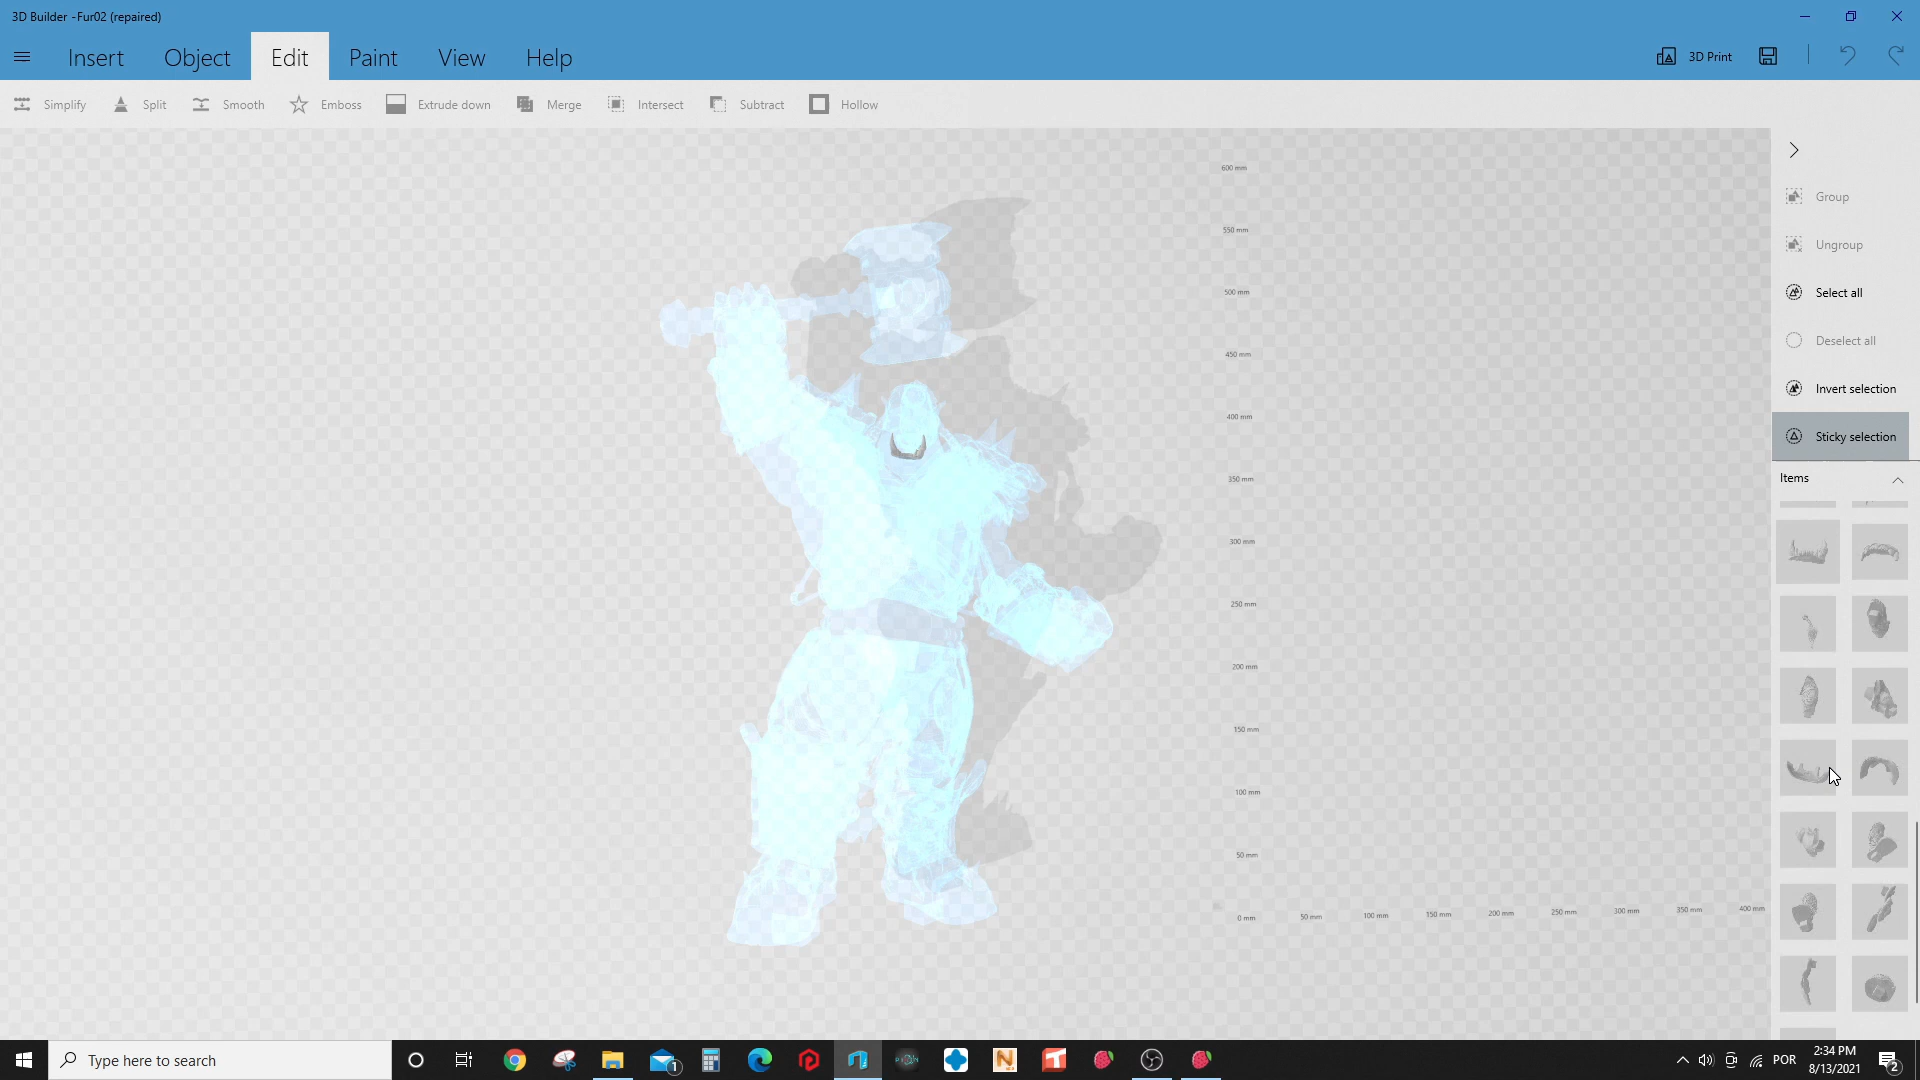 3D Builder -Fur02 (repaired)
Insert
Object
Edit
Paint
View
Help
3D Print
Simplify
Split
Smooth
Emboss
Extrude down
Merge
Intersect
Subtract
Hollow
Group
Ungroup
Select all
Deselect all
Invert selection
Sticky selection
Items
600 mm
550 mm
500 mm
450 mm
400 mm
350 mm
300 mm
250 mm
200 mm
150 mm
100 mm
50 mm
0 mm
50 mm
100 mm
150 mm
200 mm
250 mm
300 mm
350 mm
400 mm
Type here to search
1
POR
2:34 PM
8/13/2021
2